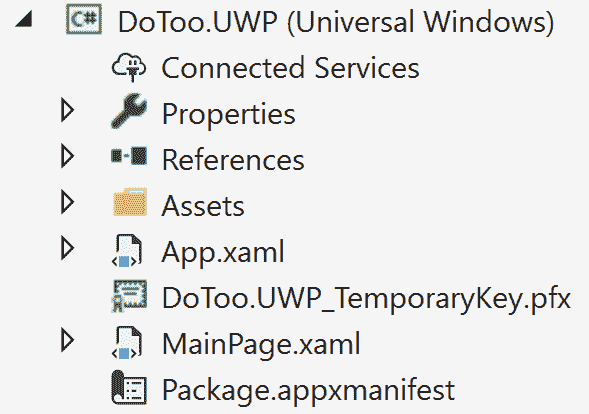 C# DoToo.UWP (Universal Windows)
Connected Services
Properties
References
Assets
App.xaml
DoToo.UWP_TemporaryKey.pfx
MainPage.xaml
Package.appxmanifest